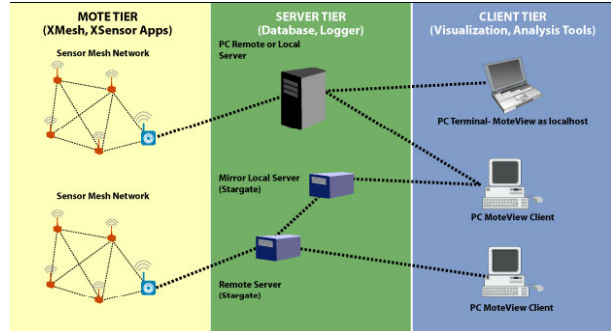 MOTE TIER
(XMesh, XSensor Apps)
Sensor Mesh Network
Sensor Mesh Network
SERVER TIER
(Database, Logger)
PC Remote or Local
Server
Mirror Local Server
(Stargate)
Remote Server
(Stargate)
CLIENT TIER
(Visualization, Analysis Tools)
PC Terminal- MoteView as localhost
PC MoteView Client
PC MoteView Client